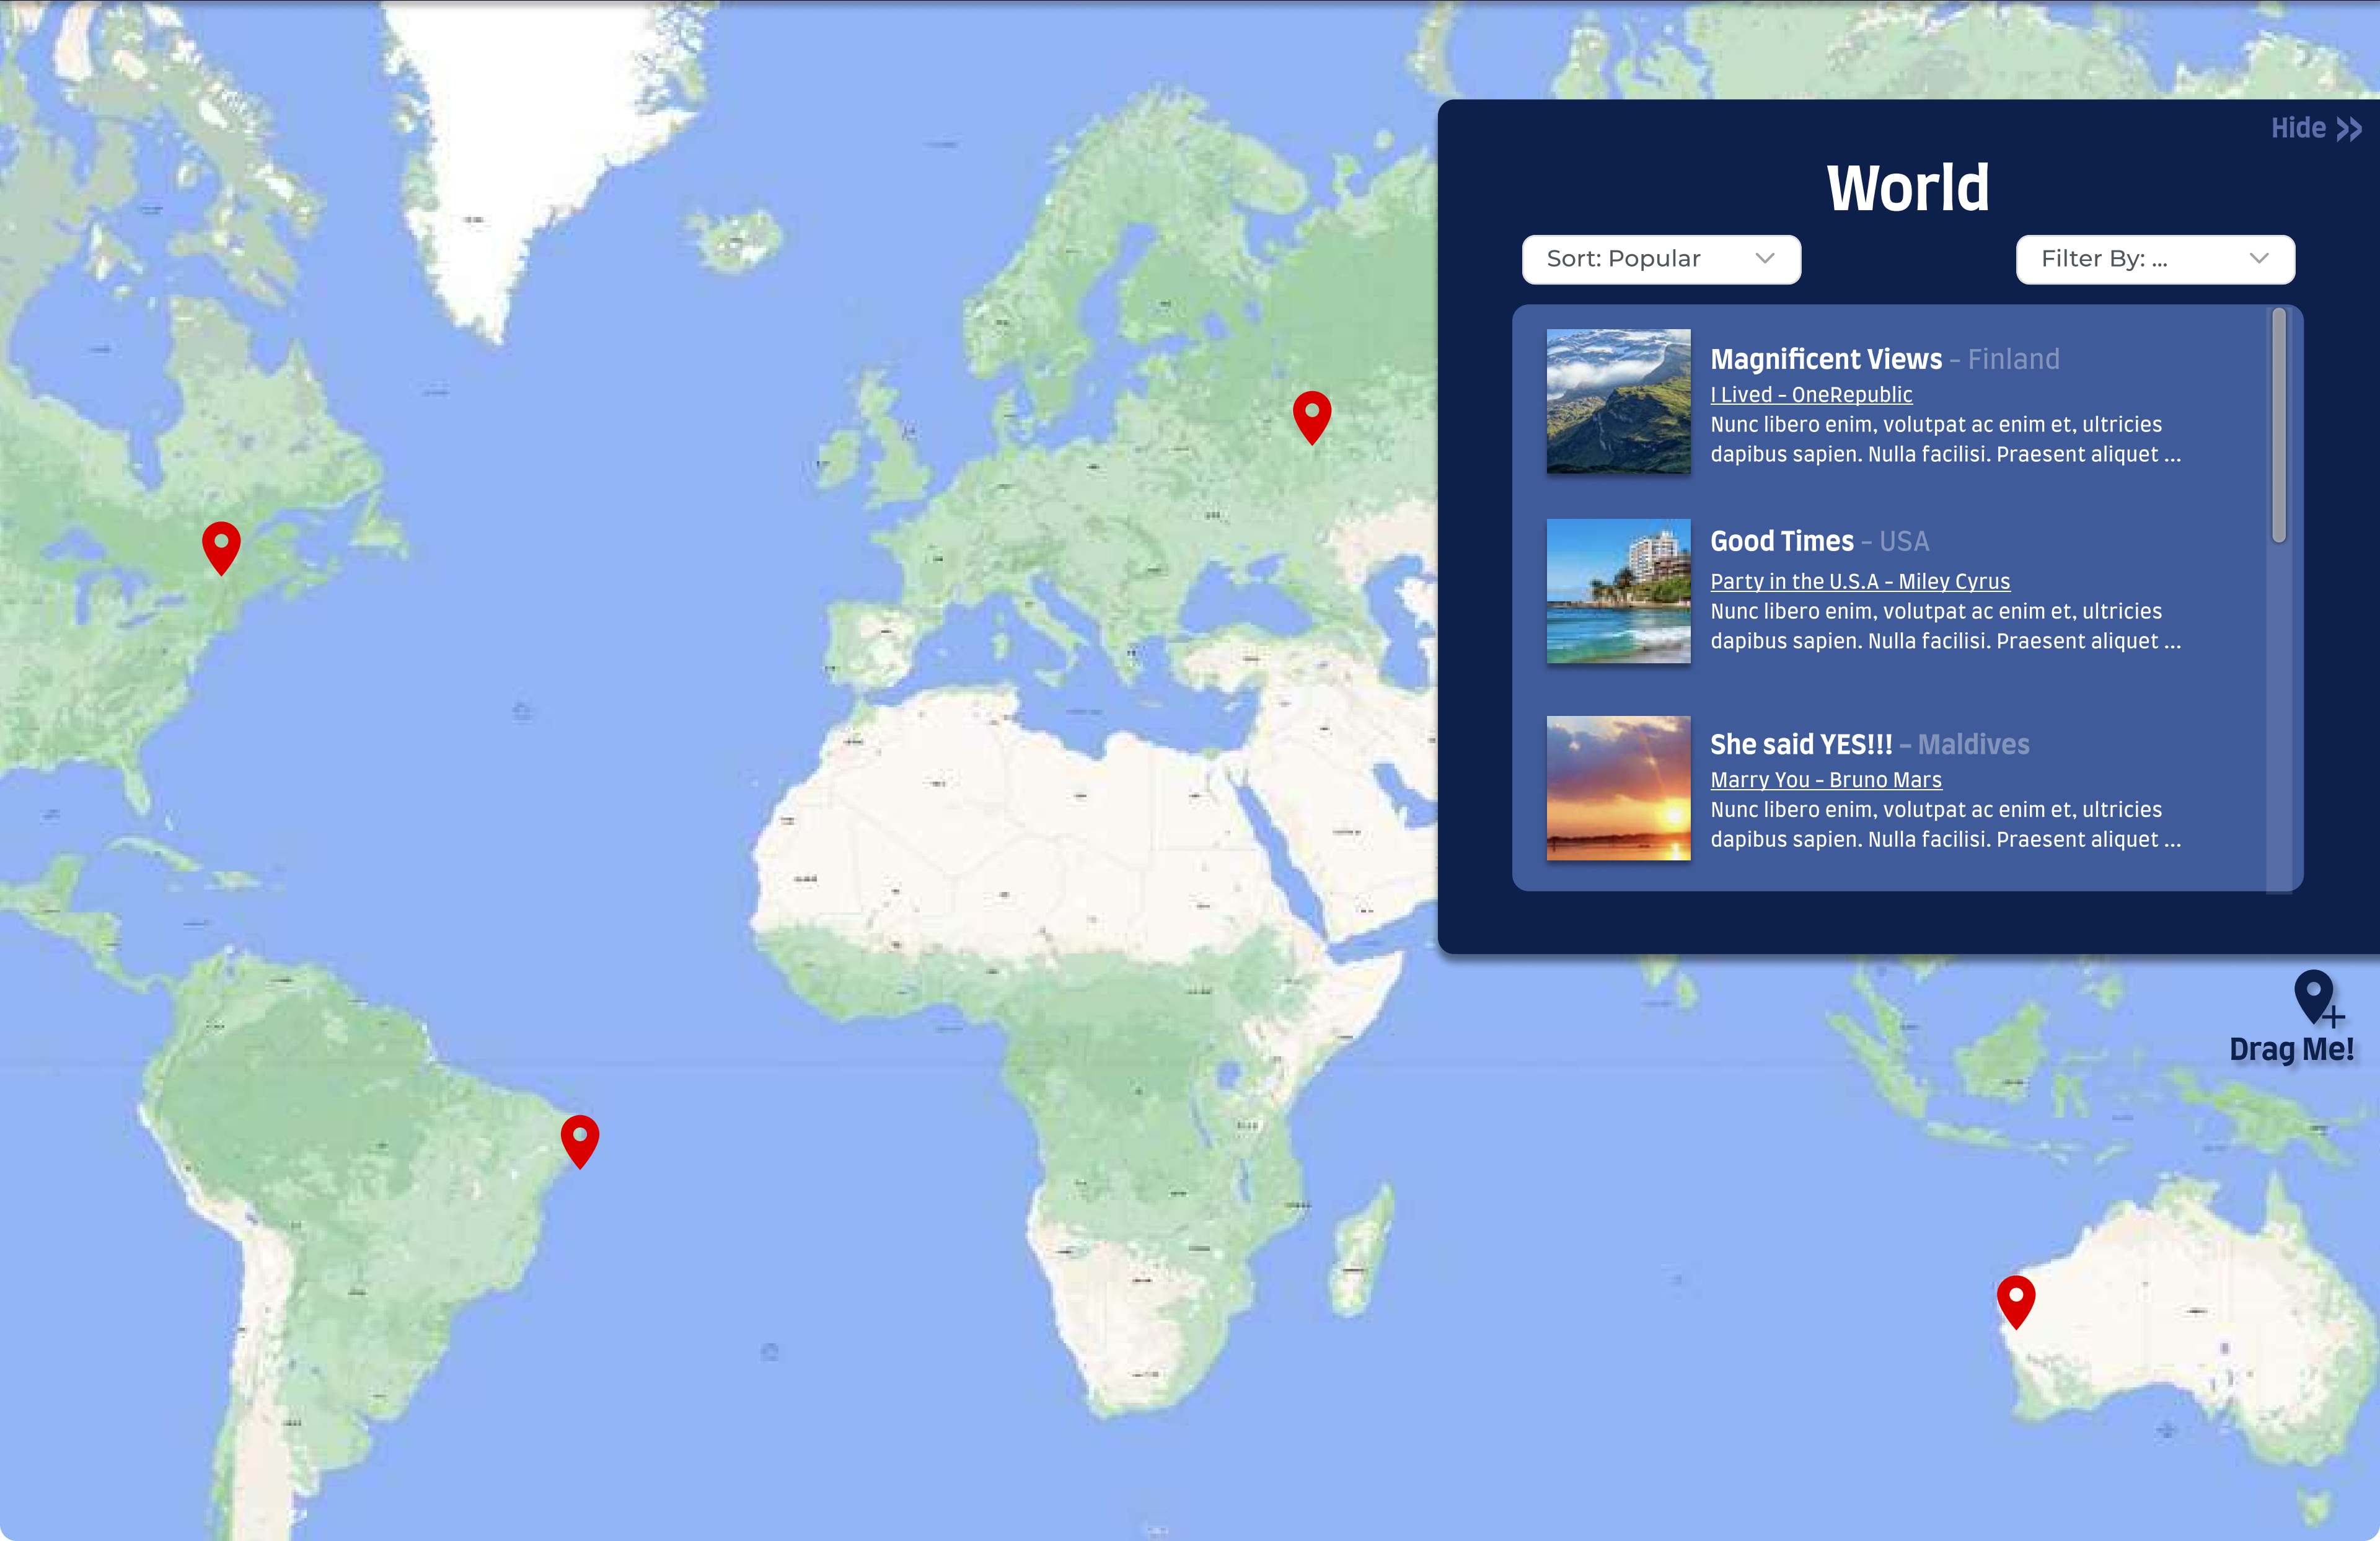 Hide
World
Sort: Popular
Filter By: ...
Magnificent Views - Finland
I Lived - OneRepublic
Nunc libero enim, volutpat ac enim et, ultricies
dapibus sapien. Nulla facilisi. Praesent aliquet ...
Good Times - USA
Party in the U.S.A - Miley Cyrus
Nunc libero enim, volutpat ac enim et, ultricies
dapibus sapien. Nulla facilisi. Praesent aliquet ...
She said YES!!! - Maldives
Marry You - Bruno Mars
Nunc libero enim, volutpat ac enim et, ultricies
dapibus sapien. Nulla facilisi. Praesent aliquet ...
Drag Me!